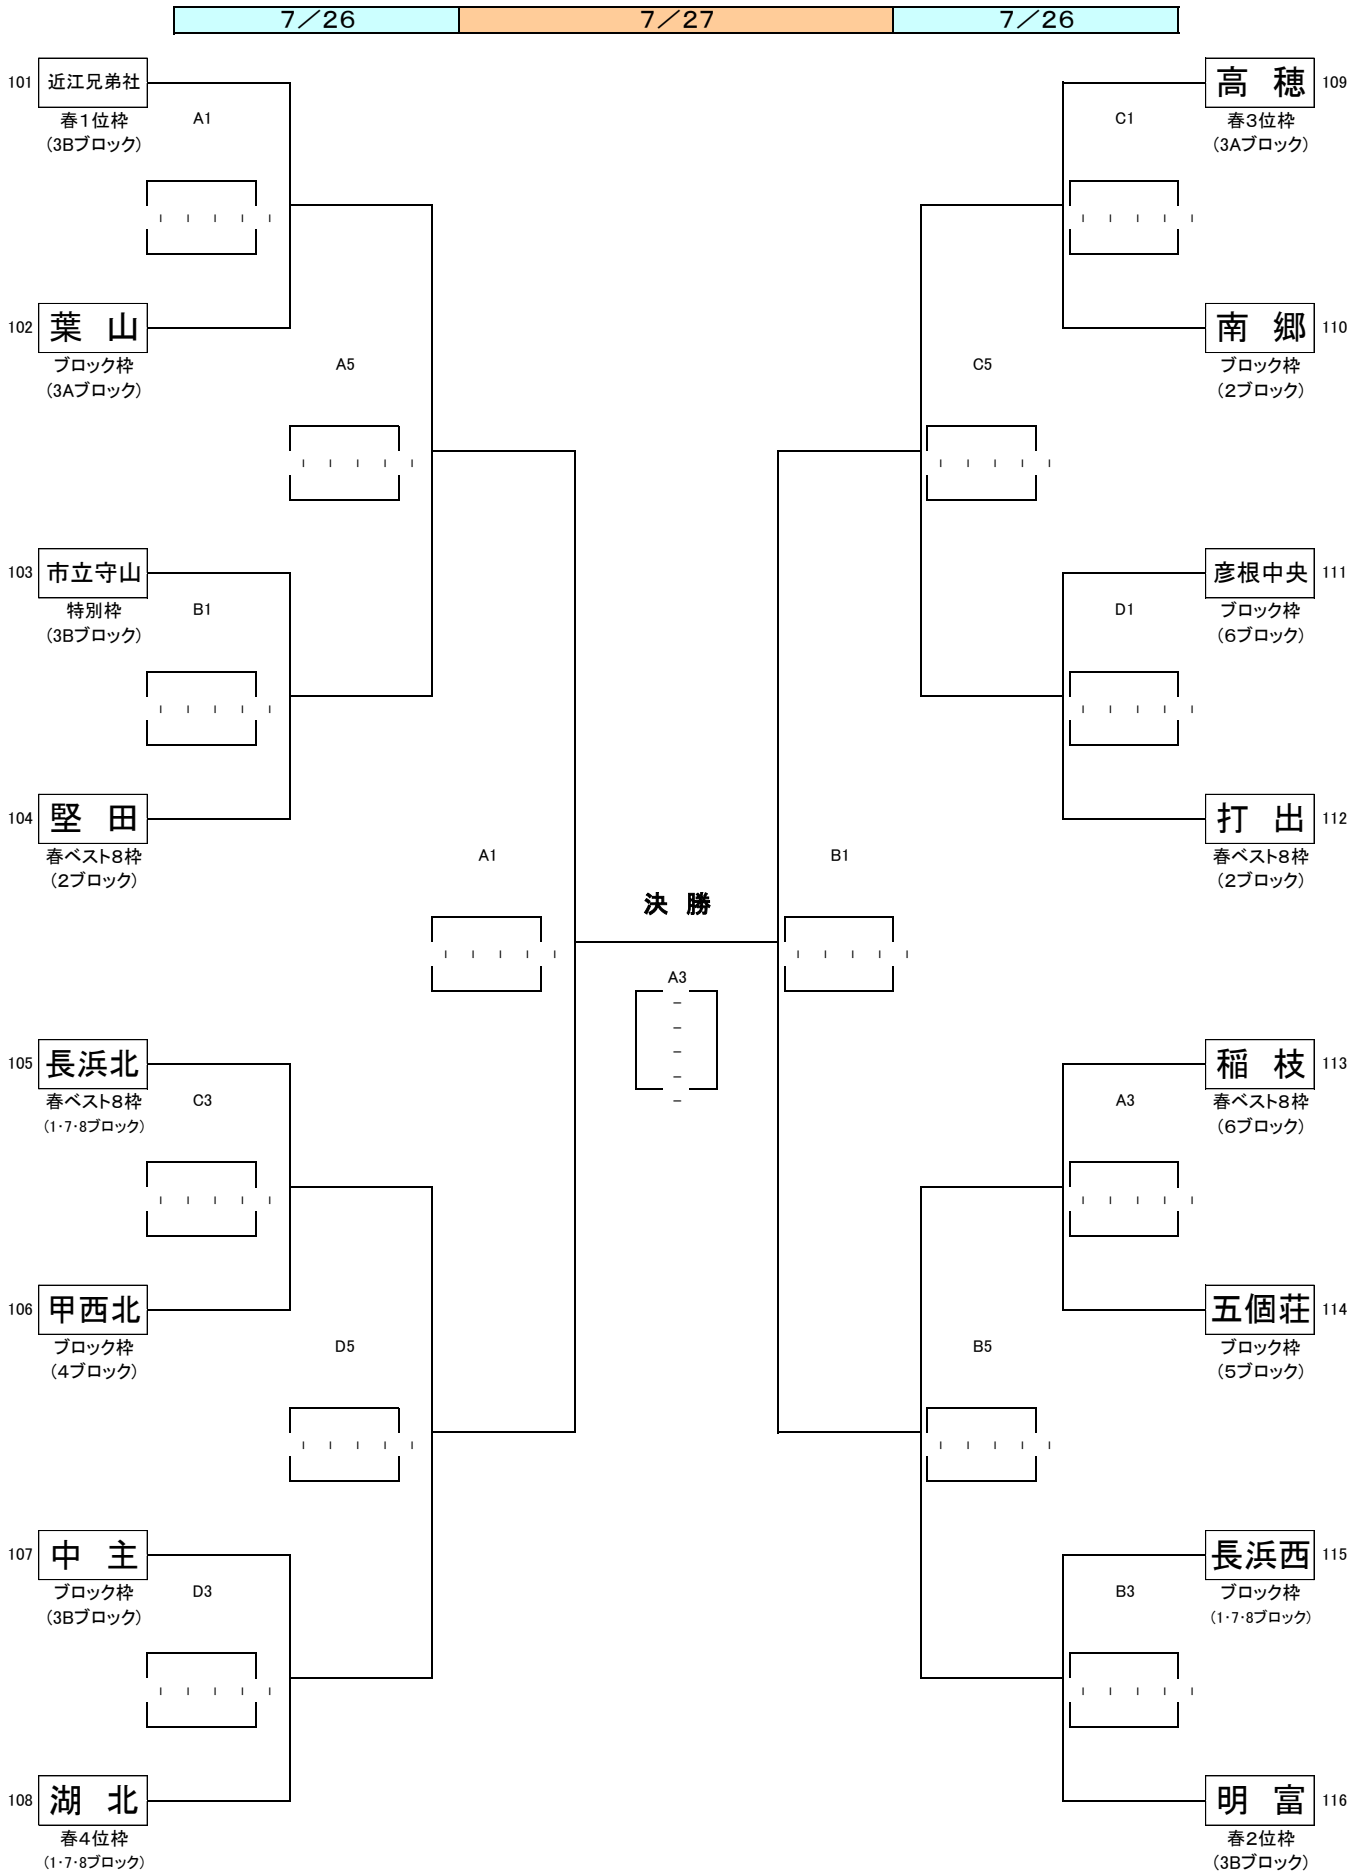 7／26
7／27
7／26
101 近江兄弟社
春1位枠
(3Bブロック)
A1
102 葉　山
ブロック枠
(3Aブロック)
A5
103 市立守山
特別枠
(3Bブロック)
B1
104 堅　田
春ベスト8枠
(2ブロック)
A1
105 長浜北
春ベスト8枠
(1･7･8ブロック)
C3
106 甲西北
ブロック枠
(4ブロック)
D5
107 中　主
ブロック枠
(3Bブロック)
D3
108 湖　北
春4位枠
(1･7･8ブロック)
決　勝
A3
－
－
－
－
－
高　穂 109
春3位枠
(3Aブロック)
C1
南　郷 110
ブロック枠
(2ブロック)
C5
彦根中央 111
ブロック枠
(6ブロック)
D1
打　出 112
春ベスト8枠
(2ブロック)
B1
稲　枝 113
春ベスト8枠
(6ブロック)
A3
五個荘 114
ブロック枠
(5ブロック)
B5
長浜西 115
ブロック枠
(1･7･8ブロック)
B3
明　富 116
春2位枠
(3Bブロック)